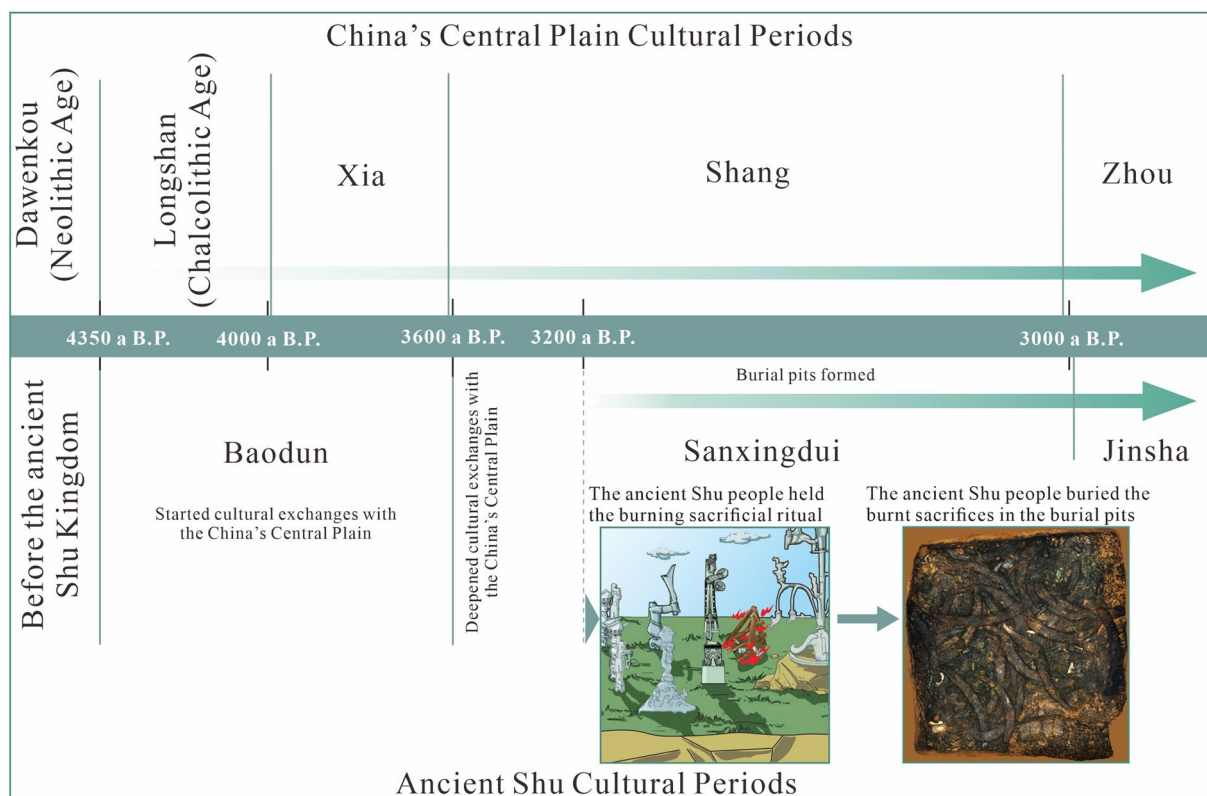 China's Central Plain Cultural Periods
Dawenkou
(Neolithic Age)
Longshan
(Chalcolithic Age)
Xia
Shang
Zhou
4350 a B.P.
4000 a B.P.
3600 a B.P.
3200 a B.P.
3000 a B.P.
Before the ancient
Shu Kingdom
Baodun
Started cultural exchanges with
the China's Central Plain
Deepened cultural exchanges with
the China's Central Plain
Burial pits formed
Sanxingdui
Jinsha
The ancient Shu people held
the burning sacrificial ritual
The ancient Shu people buried the
burnt sacrifices in the burial pits
Ancient Shu Cultural Periods